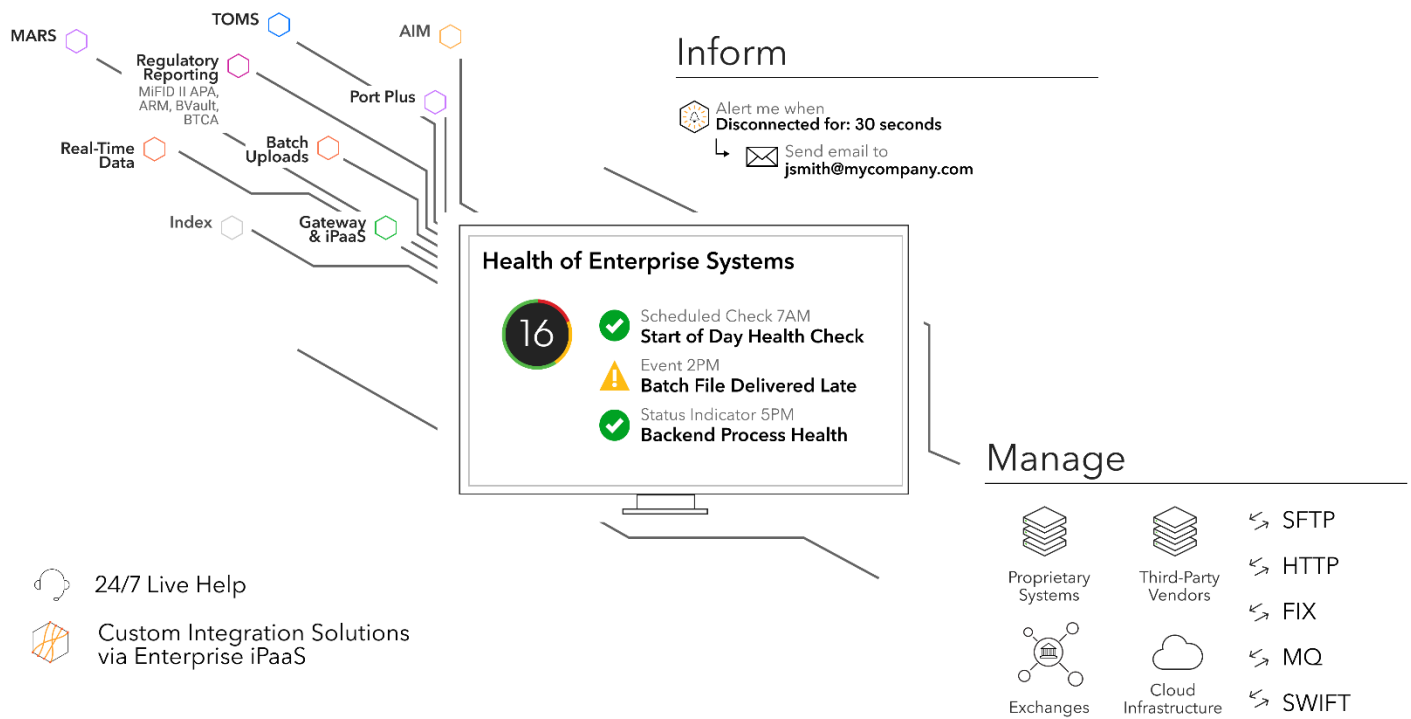 MARS
TOMS
AIM
Regulatory
Reporting
MiFID II APA,
ARM, BVault,
BTCA
Port Plus
Real-Time
Data
Batch
Uploads
Index
Gateway
& iPaaS
Inform
Alert me when
Disconnected for: 30 seconds
Send email to
jsmith@mycompany.com
Health of Enterprise Systems
16
Scheduled Check 7AM
Start of Day Health Check
Event 2PM
Batch File Delivered Late
Status Indicator 5PM
Backend Process Health
Manage
Proprietary
Systems
Third-Party
Vendors
Exchanges
Cloud
Infrastructure
SFTP
HTTP
FIX
MQ
SWIFT
24/7 Live Help
Custom Integration Solutions
via Enterprise iPaaS